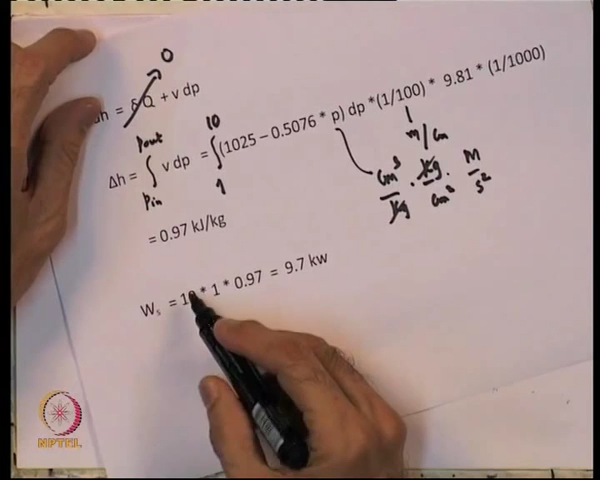 dh = δQ + v dp
0
Pout 10
Δh = ∫ v dp = ∫(1025 – 0.5076 * p) dp *(1/100) * 9.81 * (1/1000)
Pin 1
m/cm
cm³/kg · kg/cm² · M/s²
= 0.97 kJ/kg
Wₛ = 10 * 1 * 0.97 = 9.7 kw
NPTEL